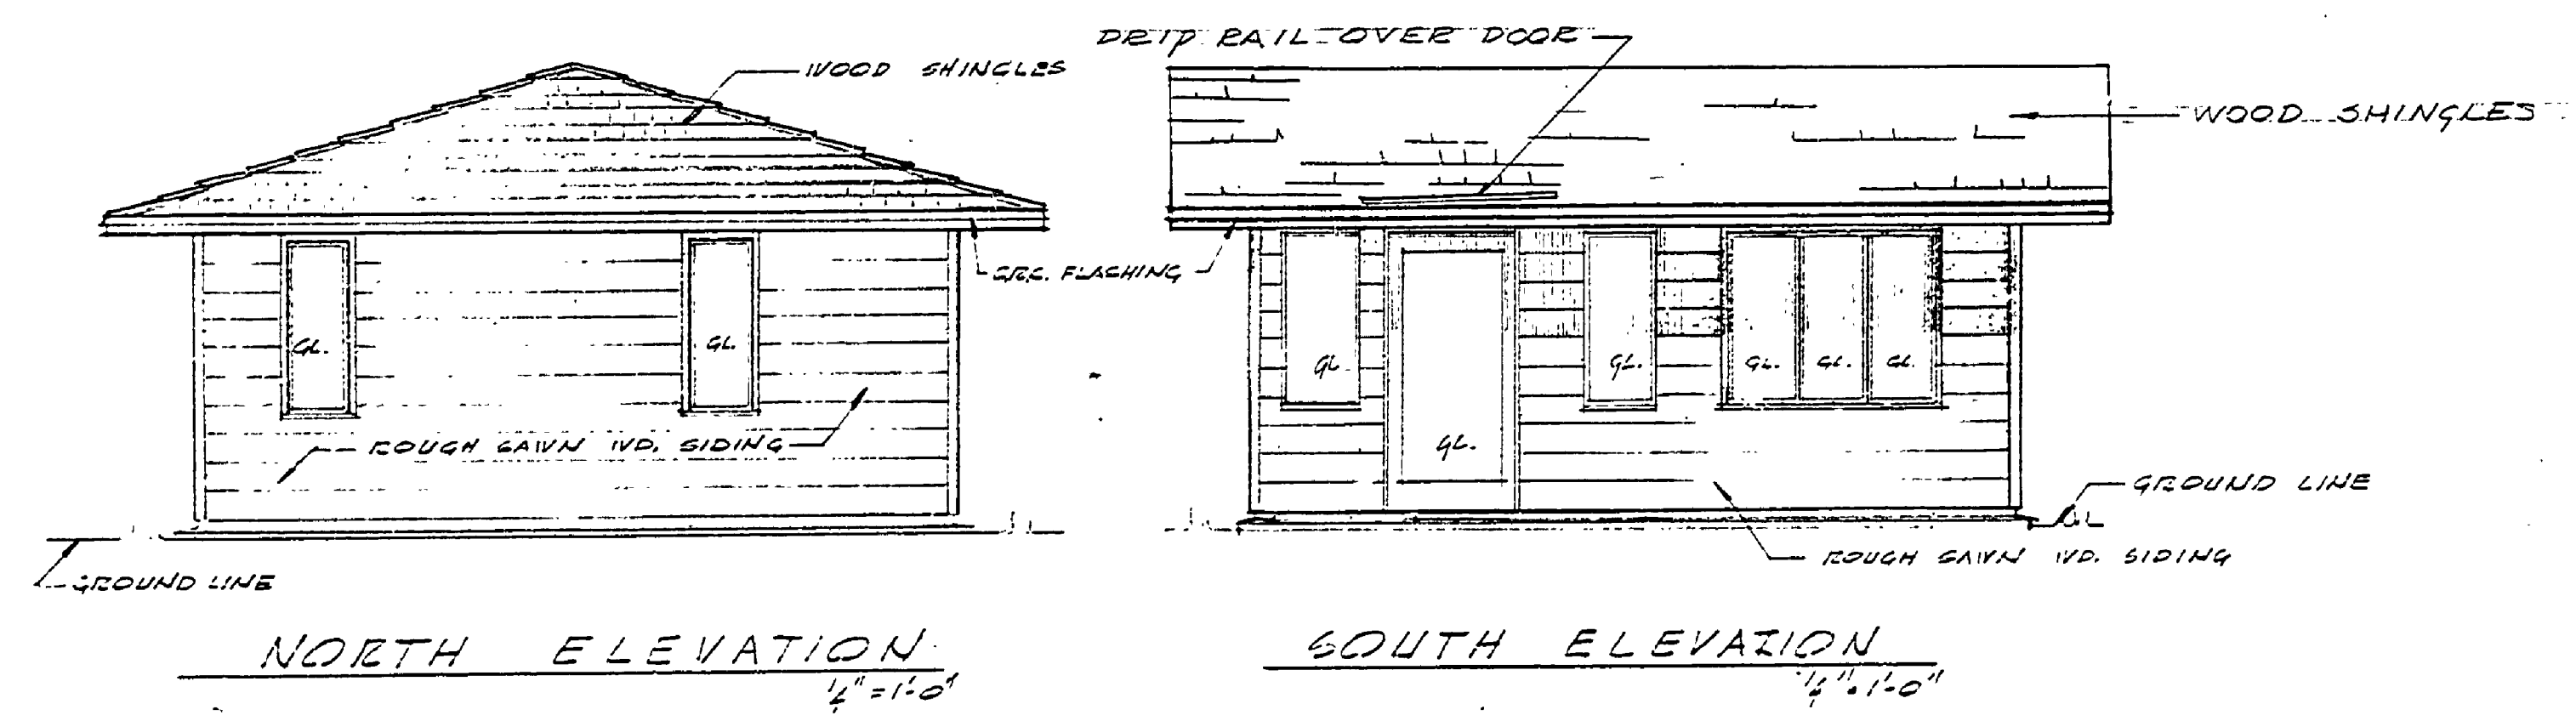 DRIP RAIL OVER DOOR
WOOD SHINGLES
WOOD SHINGLES
FLASHING
GL.
GL.
GL.
GL.
GL.
GL.
GL.
GL.
ROUGH SAWN WD. SIDING
GROUND LINE
GL
ROUGH SAWN WD. SIDING
GROUND LINE
NORTH ELEVATION
1/4" = 1'-0"
SOUTH ELEVATION
1/4" = 1'-0"